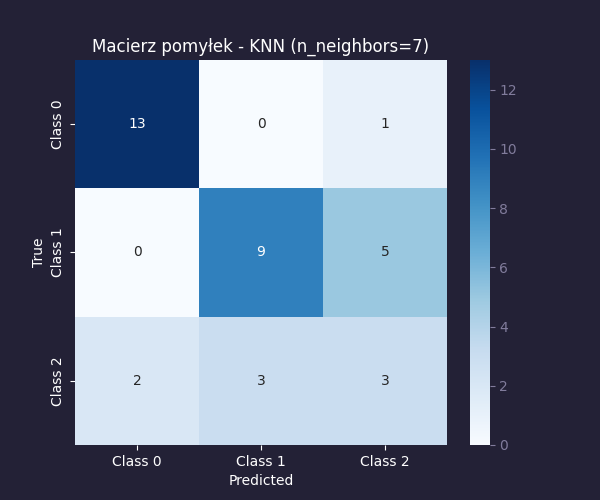 Macierz pomyłek - KNN (n_neighbors=7)
True
Class 0
13 0 1
Class 1
0 9 5
Class 2
2 3 3
Class 0 Class 1 Class 2
Predicted
12
10
8
6
4
2
0